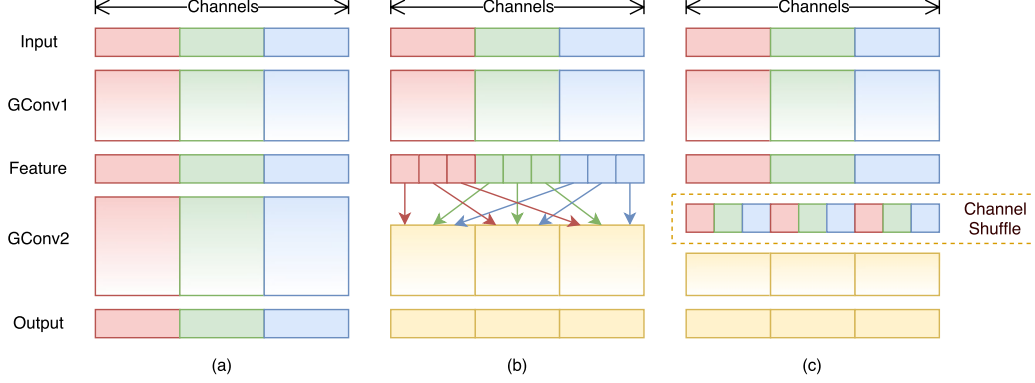 Channels Channels Channels
Input
GConv1
Feature
GConv2
Channel
Shuffle
Output
(a) (b) (c)